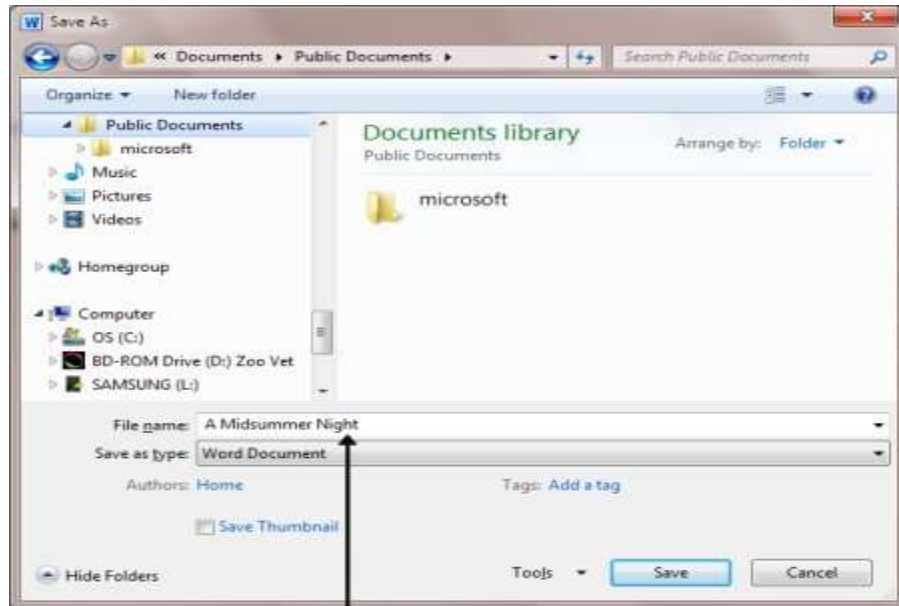 Save As
« Documents ▸ Public Documents ▸ Search Public Documents
Organize New folder
Public Documents
microsoft
Music
Pictures
Videos
Homegroup
Computer
OS (C:)
BD-ROM Drive (D:) Zoo Vet
SAMSUNG (L:)
Documents library
Public Documents
Arrange by: Folder
microsoft
File name: A Midsummer Night
Save as type: Word Document
Authors: Home Tags: Add a tag
Save Thumbnail
Hide Folders Tools Save Cancel